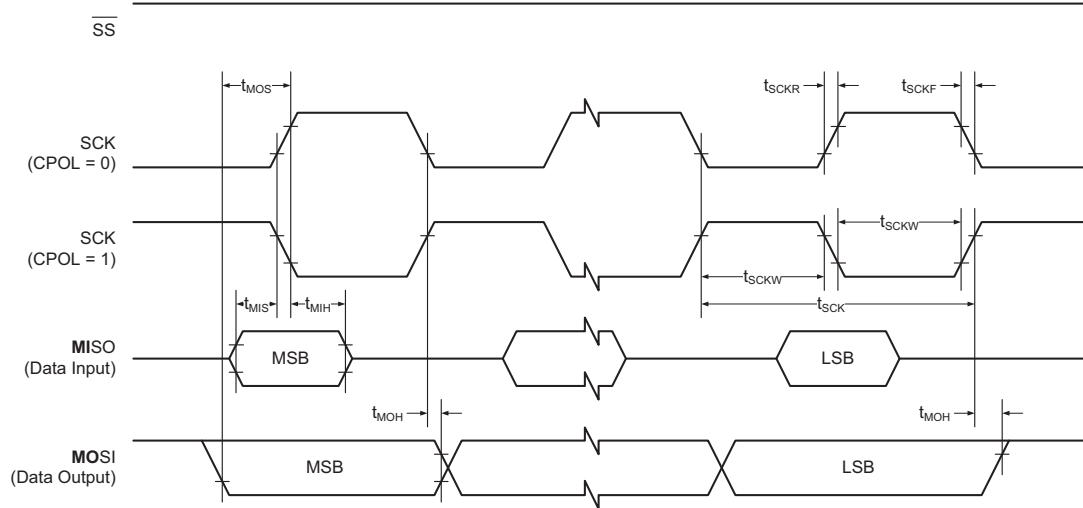 SS
tMOS
tSCKR
tSCKF
SCK
(CPOL = 0)
SCK
(CPOL = 1)
tSCKW
tSCKW
tMIS
tMIH
tSCK
MISO
(Data Input)
MSB
LSB
tMOH
tMOH
MOSI
(Data Output)
MSB
LSB